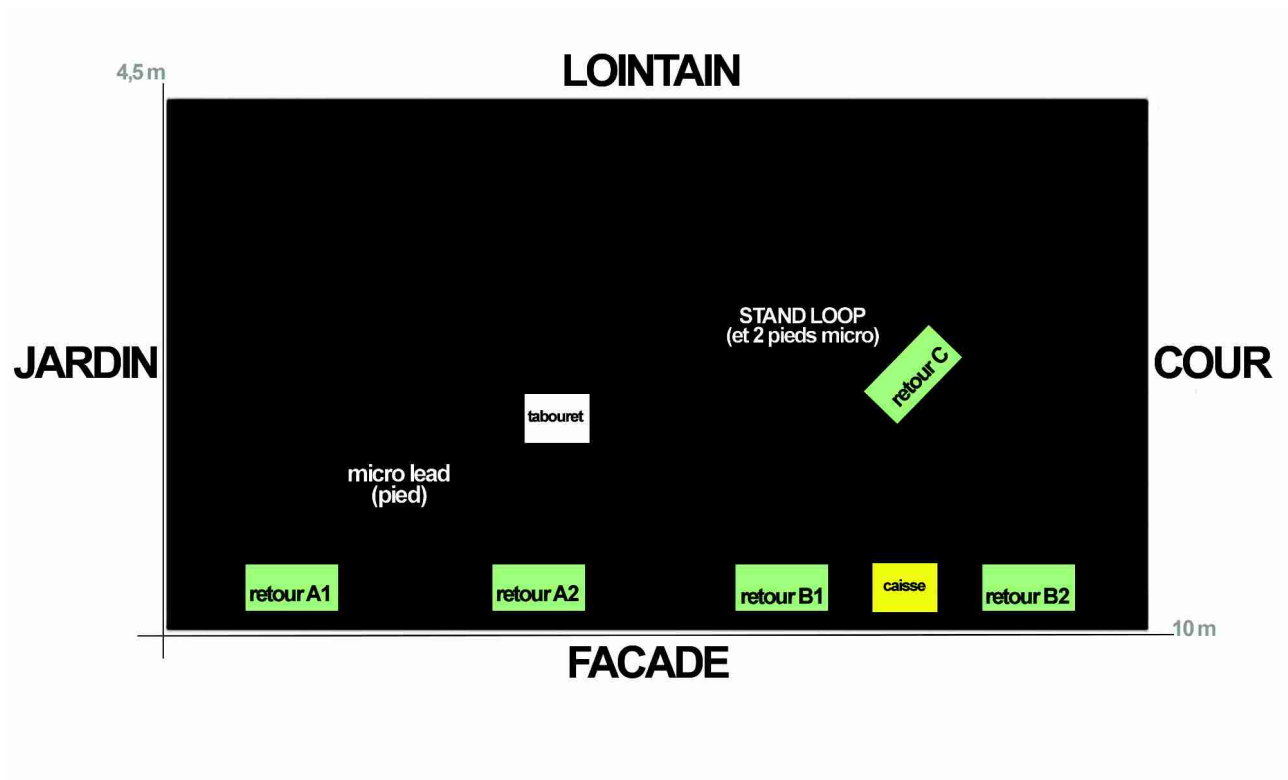 4,5 m
LOINTAIN
STAND LOOP
(et 2 pieds micro)
JARDIN
COUR
retour C
tabouret
micro lead
(pied)
retour A1
retour A2
retour B1
caisse
retour B2
10 m
FACADE